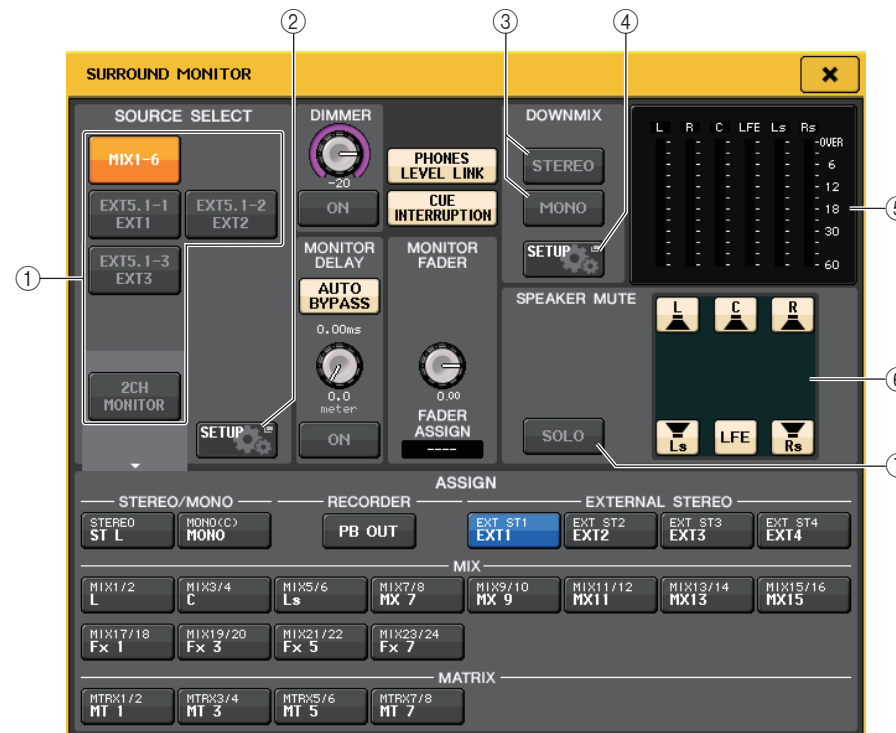 ② ③ ④
SURROUND MONITOR
SOURCE SELECT
MIX1-6
EXT5.1-1
EXT1
EXT5.1-2
EXT2
EXT5.1-3
EXT3
①
2CH
MONITOR
SETUP
DIMMER
-20
ON
PHONES
LEVEL LINK
CUE
INTERRUPTION
MONITOR
DELAY
AUTO
BYPASS
0.00ms
0.0
meter
ON
MONITOR
FADER
0.00
FADER
ASSIGN
----
DOWNMIX
STEREO
MONO
SETUP
L R C LFE Ls Rs
OVER
6
12
18
30
60
⑤
SPEAKER MUTE
SOLO
L C R
Ls LFE Rs
⑥
ASSIGN
STEREO/MONO RECORDER EXTERNAL STEREO
STEREO
ST L
MONO(C)
MONO
PB OUT
EXT ST1
EXT1
EXT ST2
EXT2
EXT ST3
EXT3
EXT ST4
EXT4
MIX
MIX1/2
L
MIX3/4
C
MIX5/6
Ls
MIX7/8
MX 7
MIX9/10
MX 9
MIX11/12
MX11
MIX13/14
MX13
MIX15/16
MX15
MIX17/18
Fx 1
MIX19/20
Fx 3
MIX21/22
Fx 5
MIX23/24
Fx 7
MATRIX
MTRX1/2
MT 1
MTRX3/4
MT 3
MTRX5/6
MT 5
MTRX7/8
MT 7